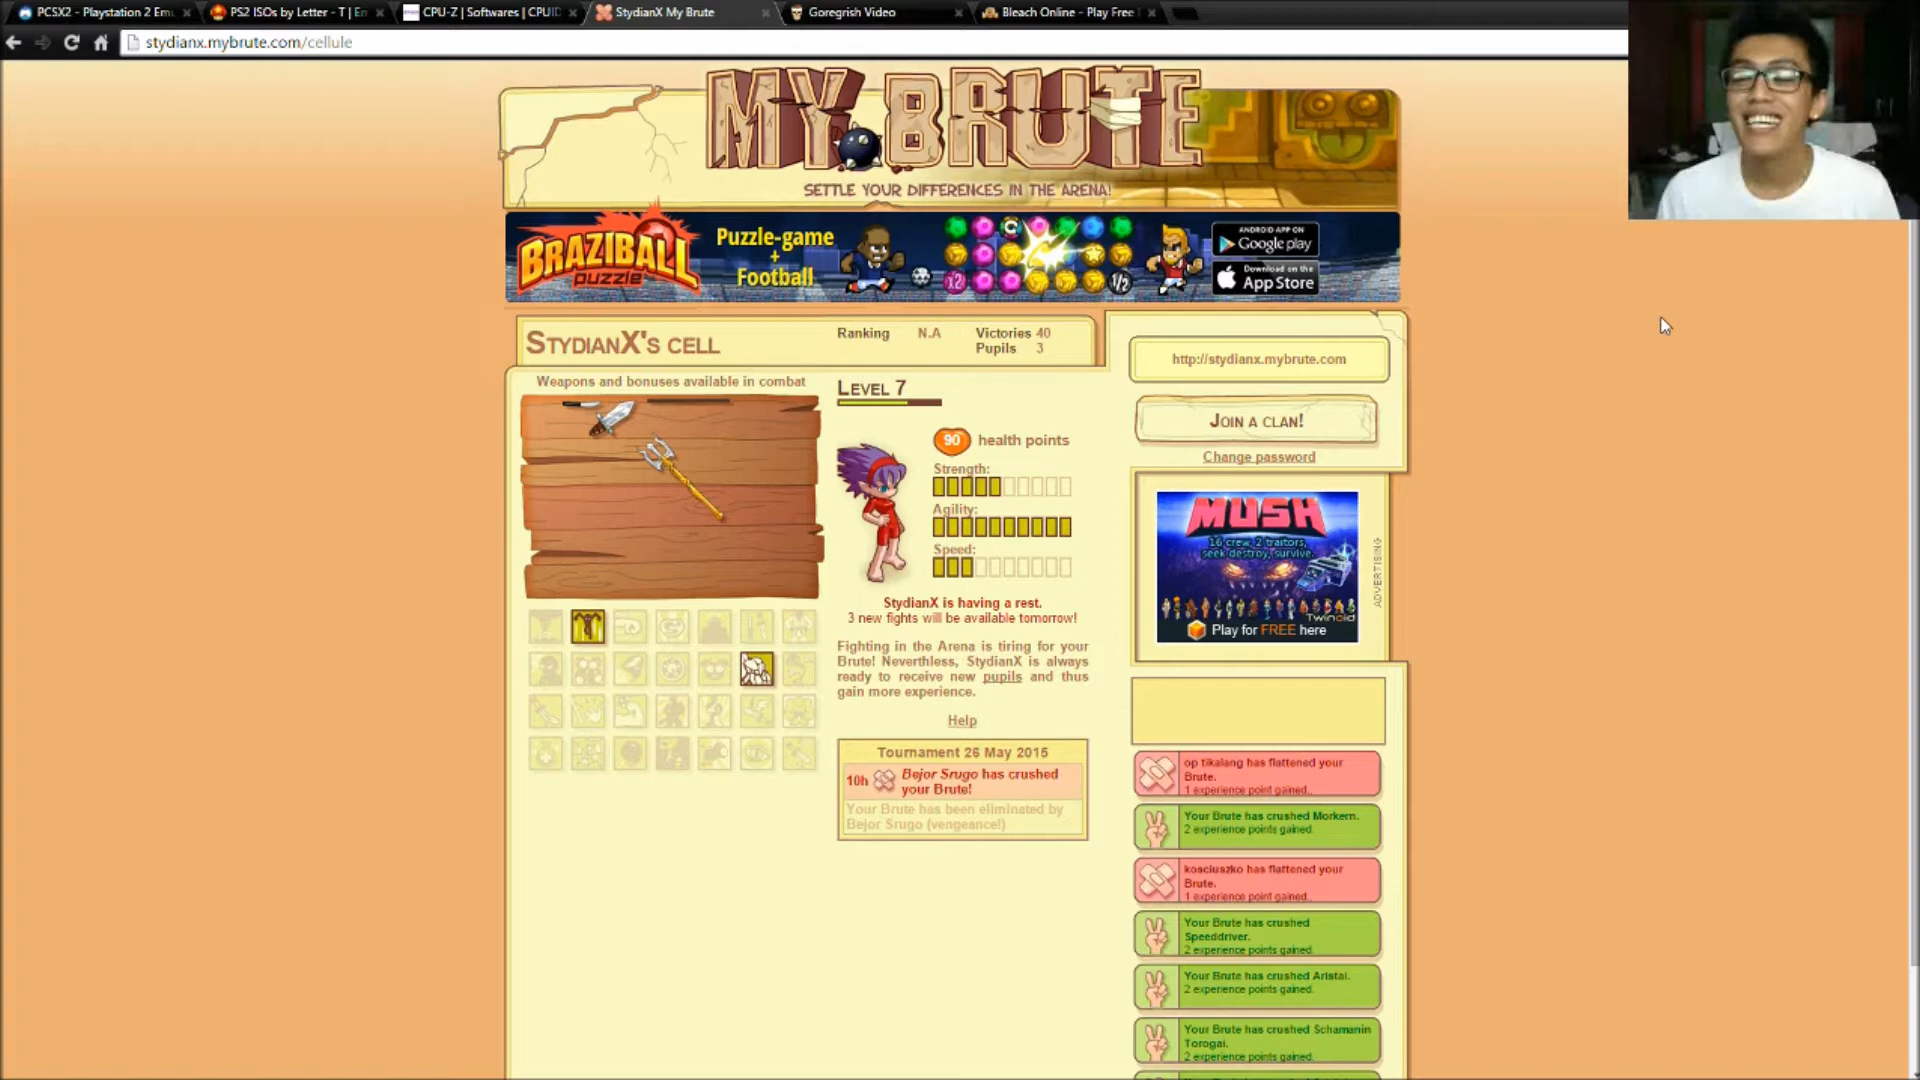 PCSX2 - Playstation 2 Emu
PS2 ISOs by Letter - T | Em
CPU-Z | Softwares | CPUID
StydianX My Brute
Goregrish Video
Bleach Online - Play Free
stydianx.mybrute.com/cellule
MY BRUTE
SETTLE YOUR DIFFERENCES IN THE ARENA!
BRAZIBALL
puzzle
Puzzle-game
+
Football
x2
1/2
ANDROID APP ON
Google play
Download on the
App Store
STYDIANX'S CELL
Ranking N.A
Victories 40
Pupils 3
http://stydianx.mybrute.com
JOIN A CLAN!
Change password
Weapons and bonuses available in combat
LEVEL 7
90 health points
Strength:
Agility:
Speed:
StydianX is having a rest.
3 new fights will be available tomorrow!
Fighting in the Arena is tiring for your
Brute! Neverthless, StydianX is always
ready to receive new pupils and thus
gain more experience.
Help
Tournament 26 May 2015
10h Bejor Srugo has crushed
your Brute!
Your Brute has been eliminated by
Bejor Srugo (vengeance!)
MUSH
16 crew, 2 traitors,
seek destroy, survive.
TWINOID
Play for FREE here
ADVERTISING
op tikalang has flattened your
Brute.
1 experience point gained..
Your Brute has crushed Morkern.
2 experience points gained.
kosciuszko has flattened your
Brute.
1 experience point gained..
Your Brute has crushed
Speeddriver.
2 experience points gained.
Your Brute has crushed Aristai.
2 experience points gained.
Your Brute has crushed Schamanin
Torogai.
2 experience points gained.